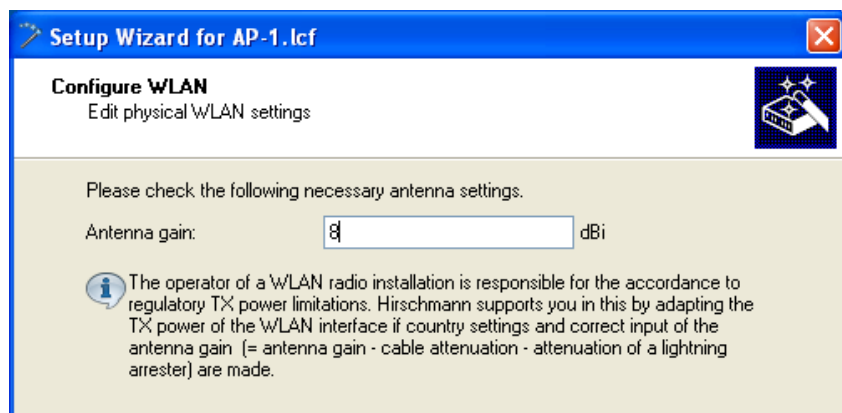 Setup Wizard for AP-1.lcf
Configure WLAN
Edit physical WLAN settings
Please check the following necessary antenna settings.
Antenna gain: 8 dBi
The operator of a WLAN radio installation is responsible for the accordance to
regulatory TX power limitations. Hirschmann supports you in this by adapting the
TX power of the WLAN interface if country settings and correct input of the
antenna gain (= antenna gain - cable attenuation - attenuation of a lightning
arrester) are made.